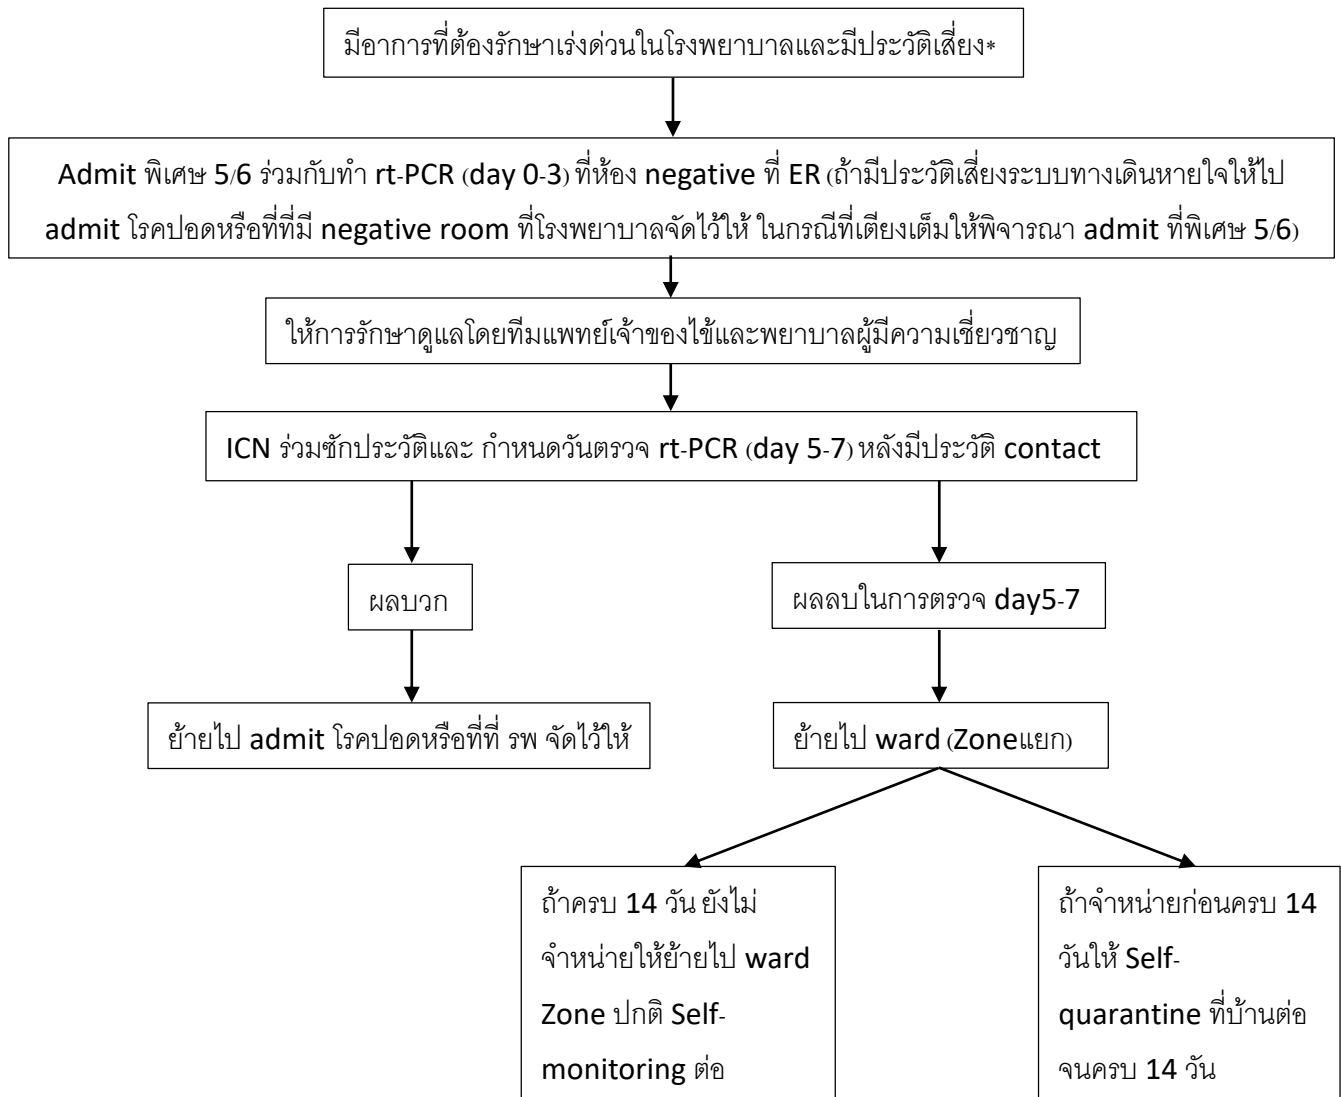 มีอาการที่ต้องรักษาเร่งด่วนในโรงพยาบาลและมีประวัติเสี่ยง*
Admit พิเศษ 5/6 ร่วมกับทำ rt-PCR (day 0-3) ที่ห้อง negative ที่ ER (ถ้ามีประวัติเสี่ยงระบบทางเดินหายใจให้ไป
admit โรคปอดหรือที่ที่มี negative room ที่โรงพยาบาลจัดไว้ให้ ในกรณีที่เตียงเต็มให้พิจารณา admit ที่พิเศษ 5/6)
ให้การรักษาดูแลโดยทีมแพทย์เจ้าของไข้และพยาบาลผู้มีความเชี่ยวชาญ
ICN ร่วมซักประวัติและ กำหนดวันตรวจ rt-PCR (day 5-7) หลังมีประวัติ contact
ผลบวก
ผลลบในการตรวจ day5-7
ย้ายไป admit โรคปอดหรือที่ที่ รพ จัดไว้ให้
ย้ายไป ward (Zoneแยก)
ถ้าครบ 14 วัน ยังไม่
จำหน่ายให้ย้ายไป ward
Zone ปกติ Self-
monitoring ต่อ
ถ้าจำหน่ายก่อนครบ 14
วันให้ Self-
quarantine ที่บ้านต่อ
จนครบ 14 วัน